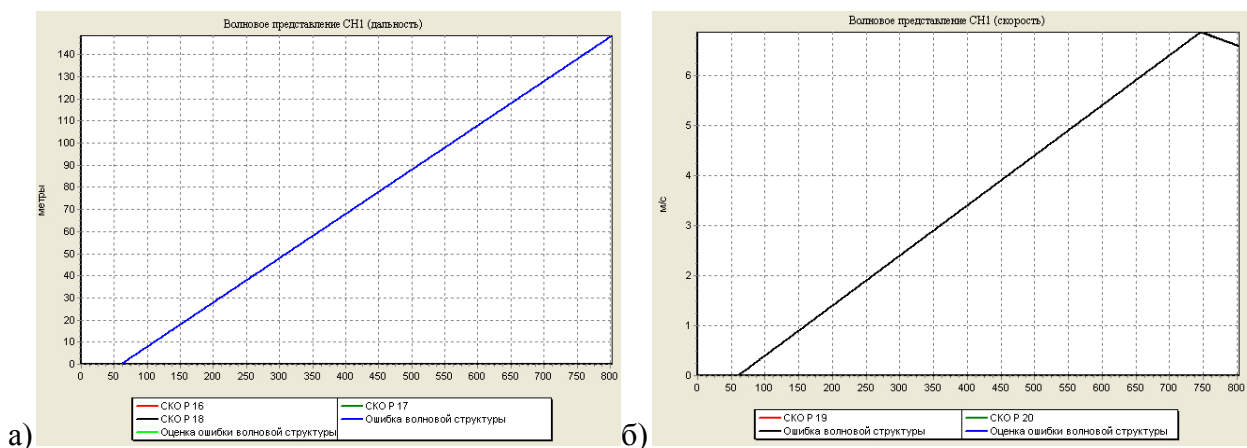 Волновое представление СН1 (дальность)
метры
140
130
120
110
100
90
80
70
60
50
40
30
20
10
0
0 50 100 150 200 250 300 350 400 450 500 550 600 650 700 750 800
СКО Р 16 СКО Р 17
СКО Р 18 Ошибка волновой структуры
Оценка ошибки волновой структуры
а)
Волновое представление СН1 (скорость)
м/с
6
5
4
3
2
1
0
0 50 100 150 200 250 300 350 400 450 500 550 600 650 700 750 800
СКО Р 19 СКО Р 20
Ошибка волновой структуры Оценка ошибки волновой структуры
б)